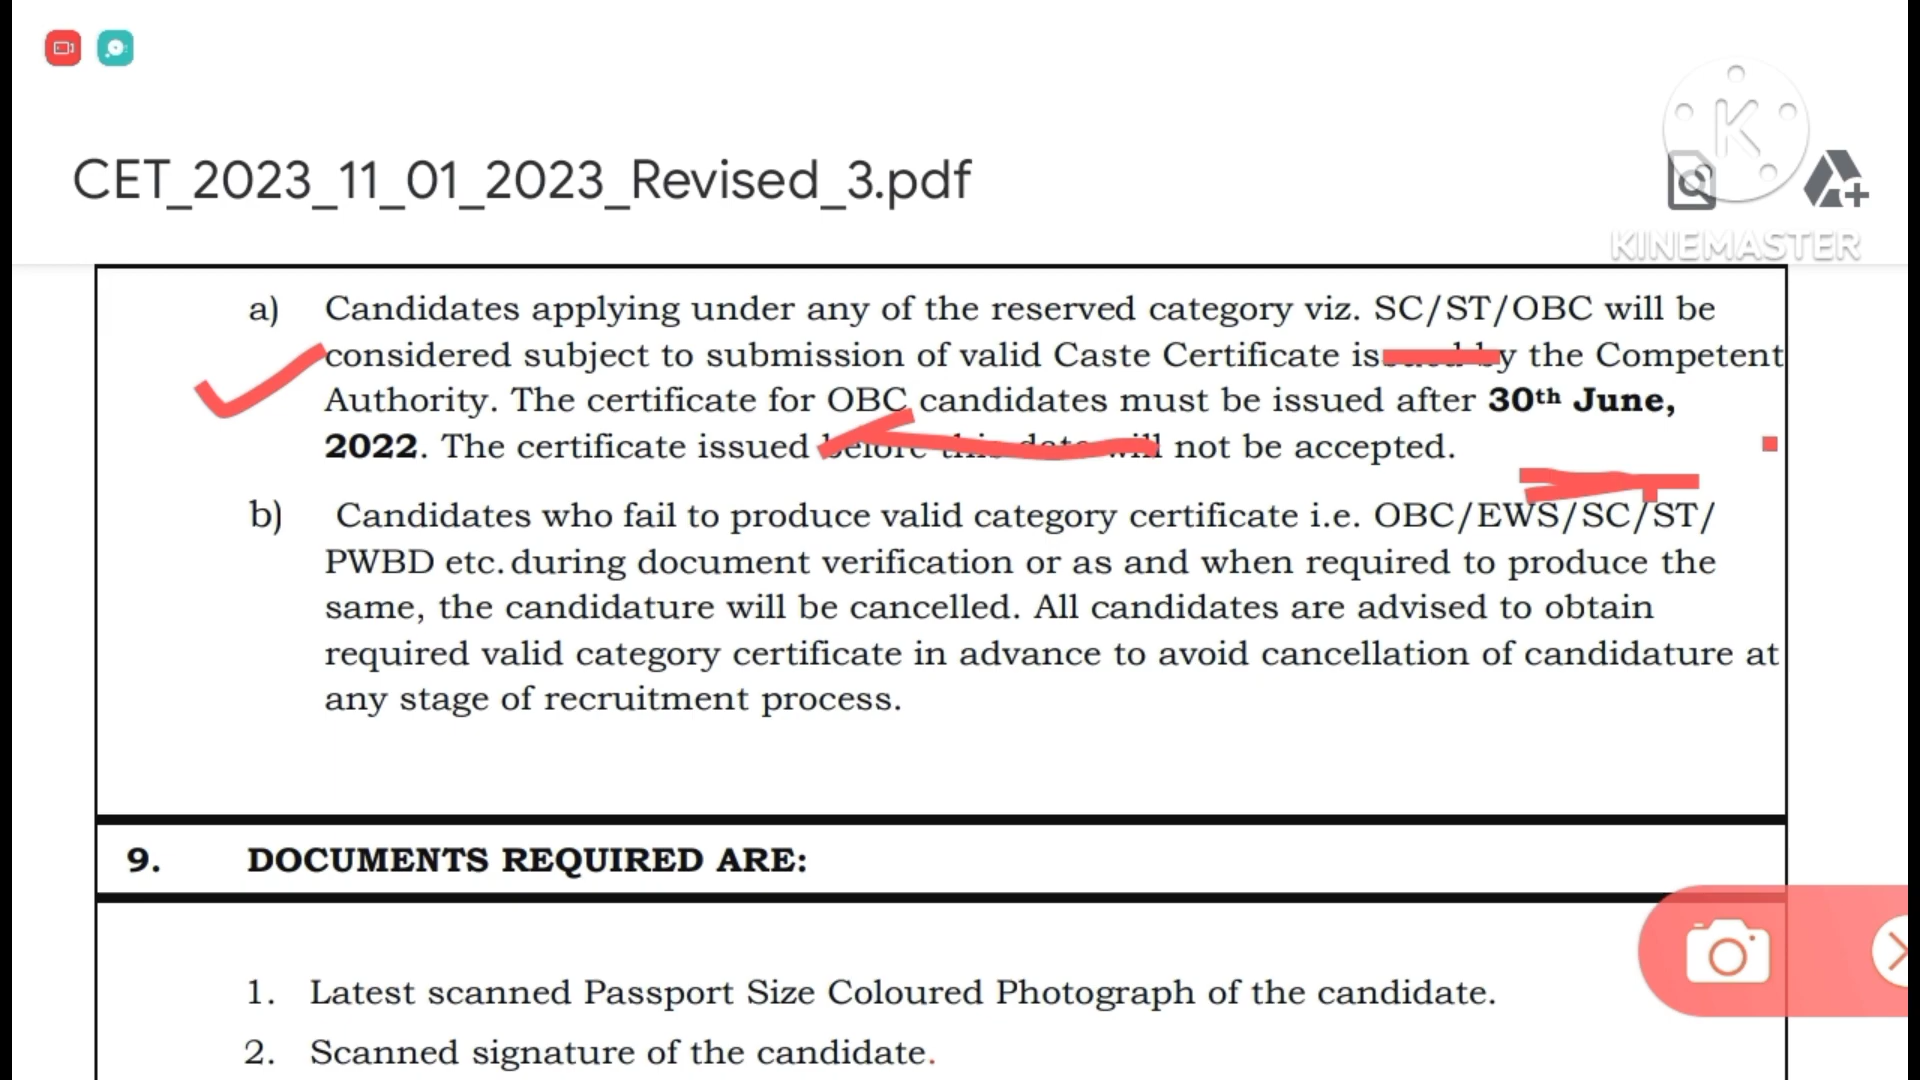 K
KINEMASTER
CET_2023_11_01_2023_Revised_3.pdf
a) Candidates applying under any of the reserved category viz. SC/ST/OBC will be
considered subject to submission of valid Caste Certificate issued by the Competent
Authority. The certificate for OBC candidates must be issued after 30th June,
2022. The certificate issued before this date will not be accepted.
b) Candidates who fail to produce valid category certificate i.e. OBC/EWS/SC/ST/
PWBD etc. during document verification or as and when required to produce the
same, the candidature will be cancelled. All candidates are advised to obtain
required valid category certificate in advance to avoid cancellation of candidature at
any stage of recruitment process.
9. DOCUMENTS REQUIRED ARE:
1. Latest scanned Passport Size Coloured Photograph of the candidate.
2. Scanned signature of the candidate.